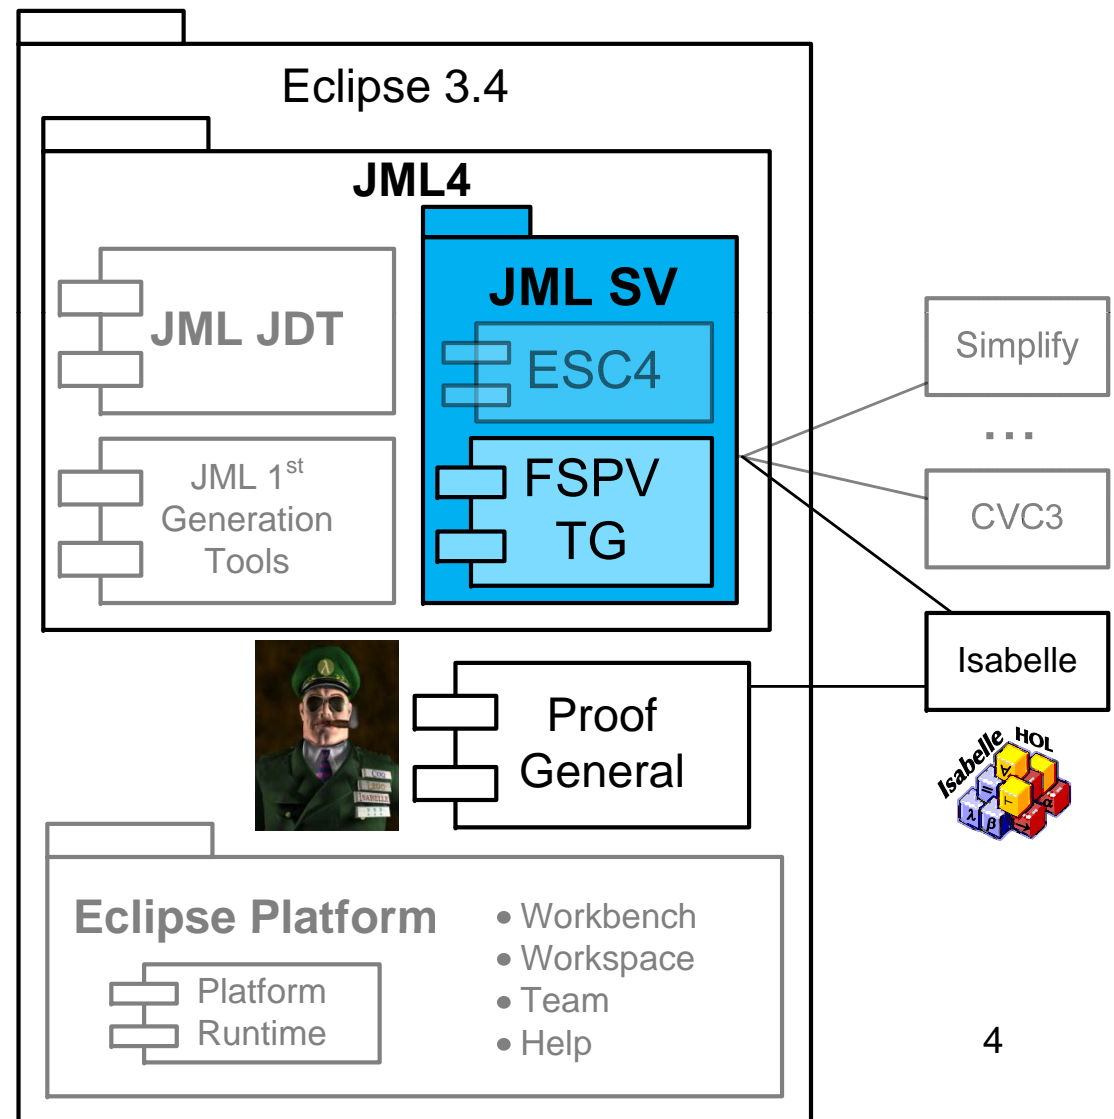 Eclipse 3.4
JML4
JML JDT
JML SV
ESC4
JML 1st
Generation
Tools
FSPV
TG
Simplify
...
CVC3
Isabelle
Proof
General
ISABELLE
Isabelle HOL
∀
=
⊢
α
λ
β
→
Eclipse Platform
Platform
Runtime
• Workbench
• Workspace
• Team
• Help
4